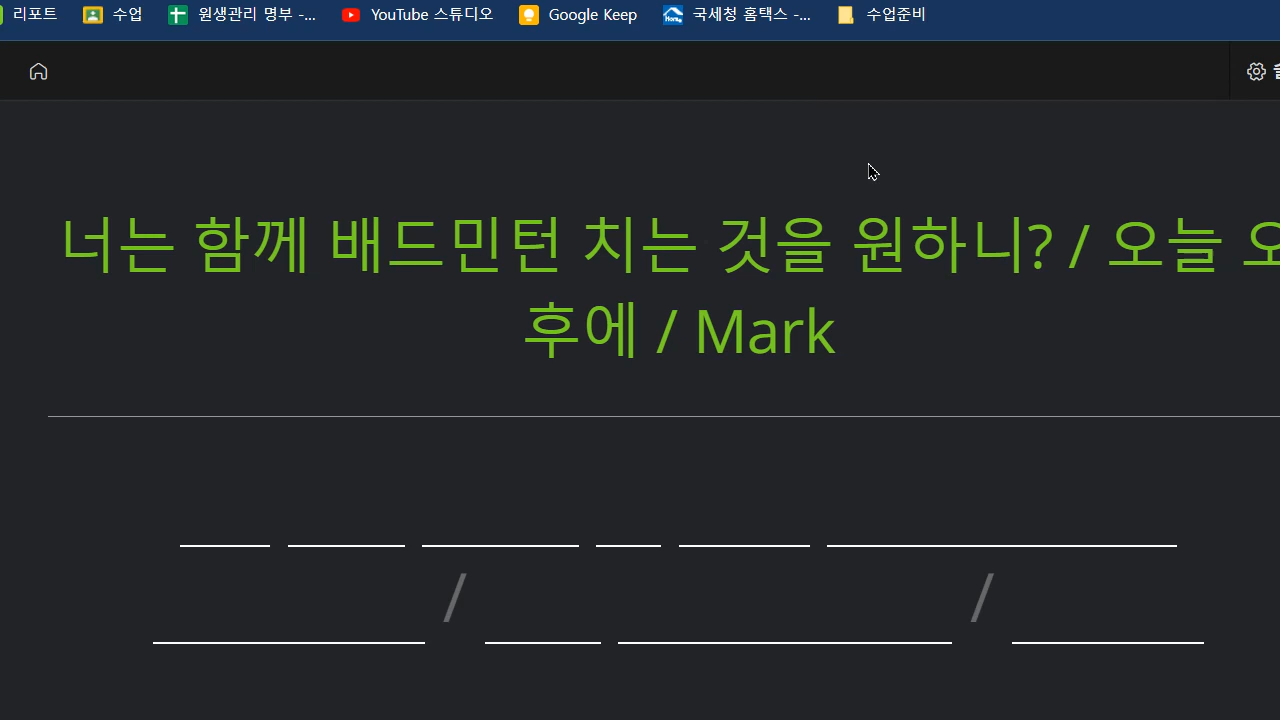 리포트 수업 원생관리 명부 -... YouTube 스튜디오 Google Keep 국세청 홈택스 -... 수업준비
너는 함께 배드민턴 치는 것을 원하니? / 오늘 오
후에 / Mark
/ /